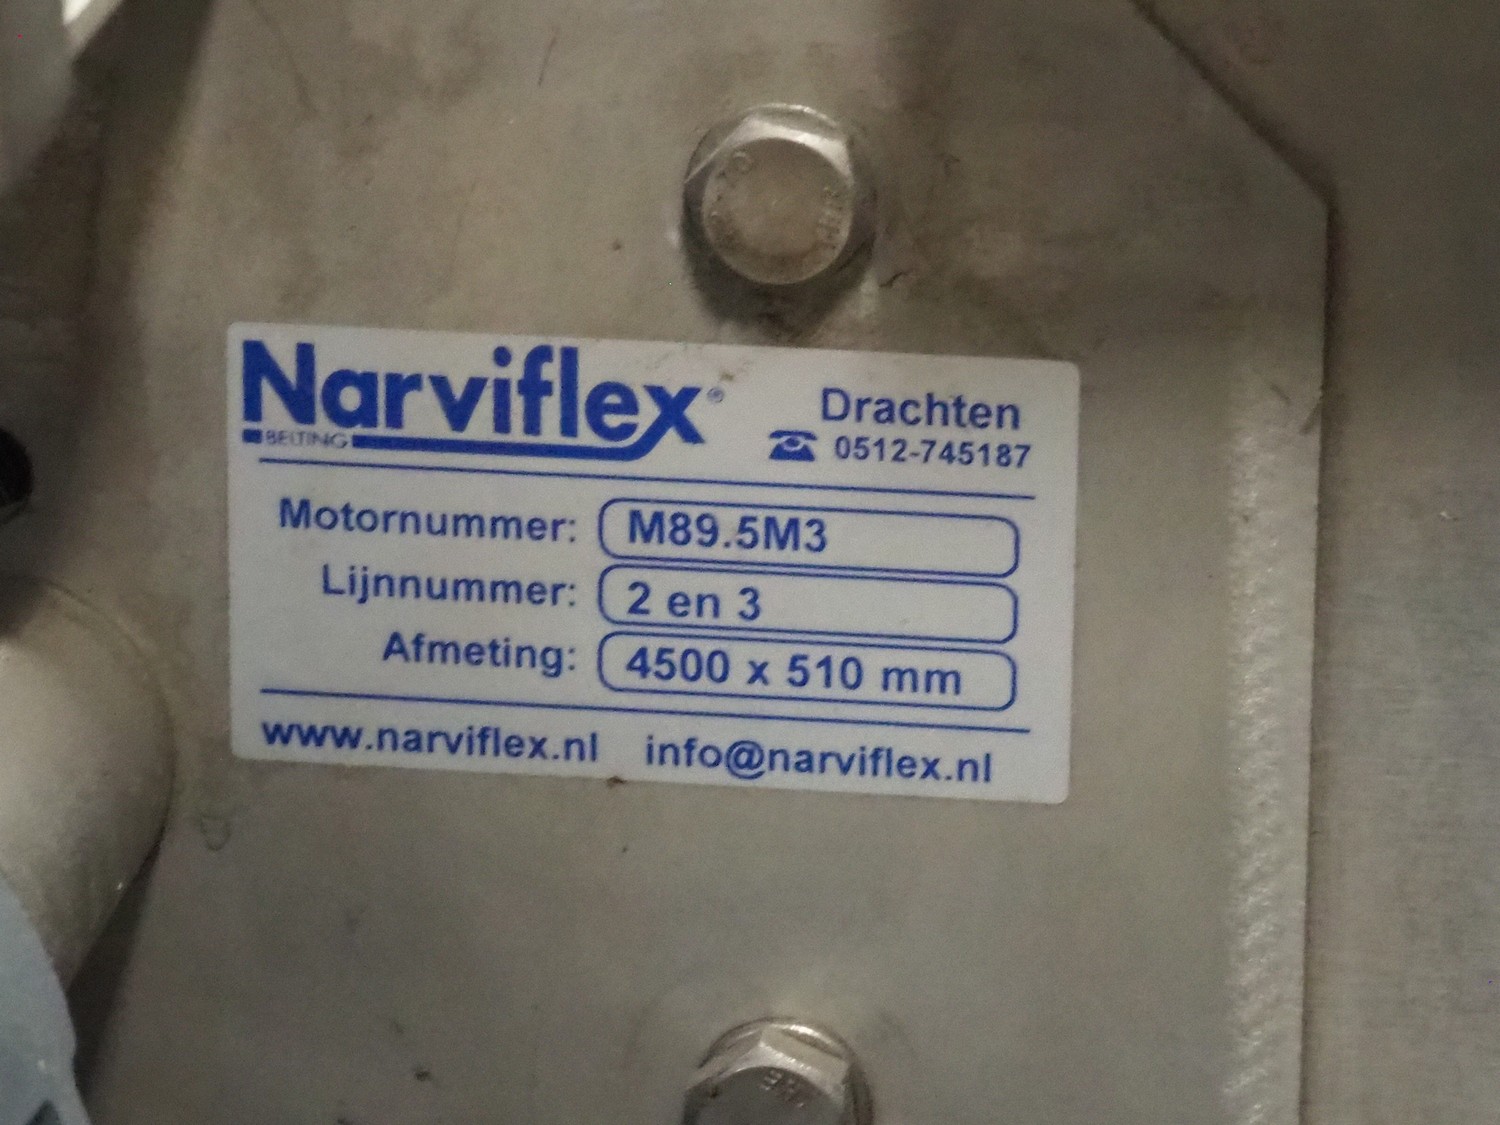 Narviflex®
BELTING
Drachten
☎ 0512-745187
Motornummer: M89.5M3
Lijnnummer: 2 en 3
Afmeting: 4500 x 510 mm
www.narviflex.nl info@narviflex.nl